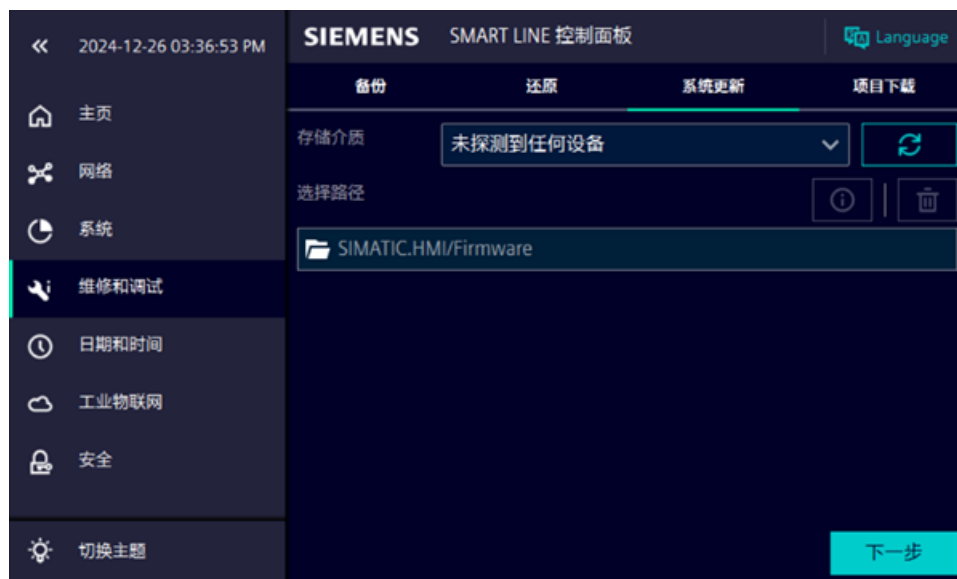 2024-12-26 03:36:53 PM
主页
网络
系统
维修和调试
日期和时间
工业物联网
安全
切换主题
SIEMENS SMART LINE 控制面板 Language
备份 还原 系统更新 项目下载
存储介质 未探测到任何设备
选择路径
SIMATIC.HMI/Firmware
下一步